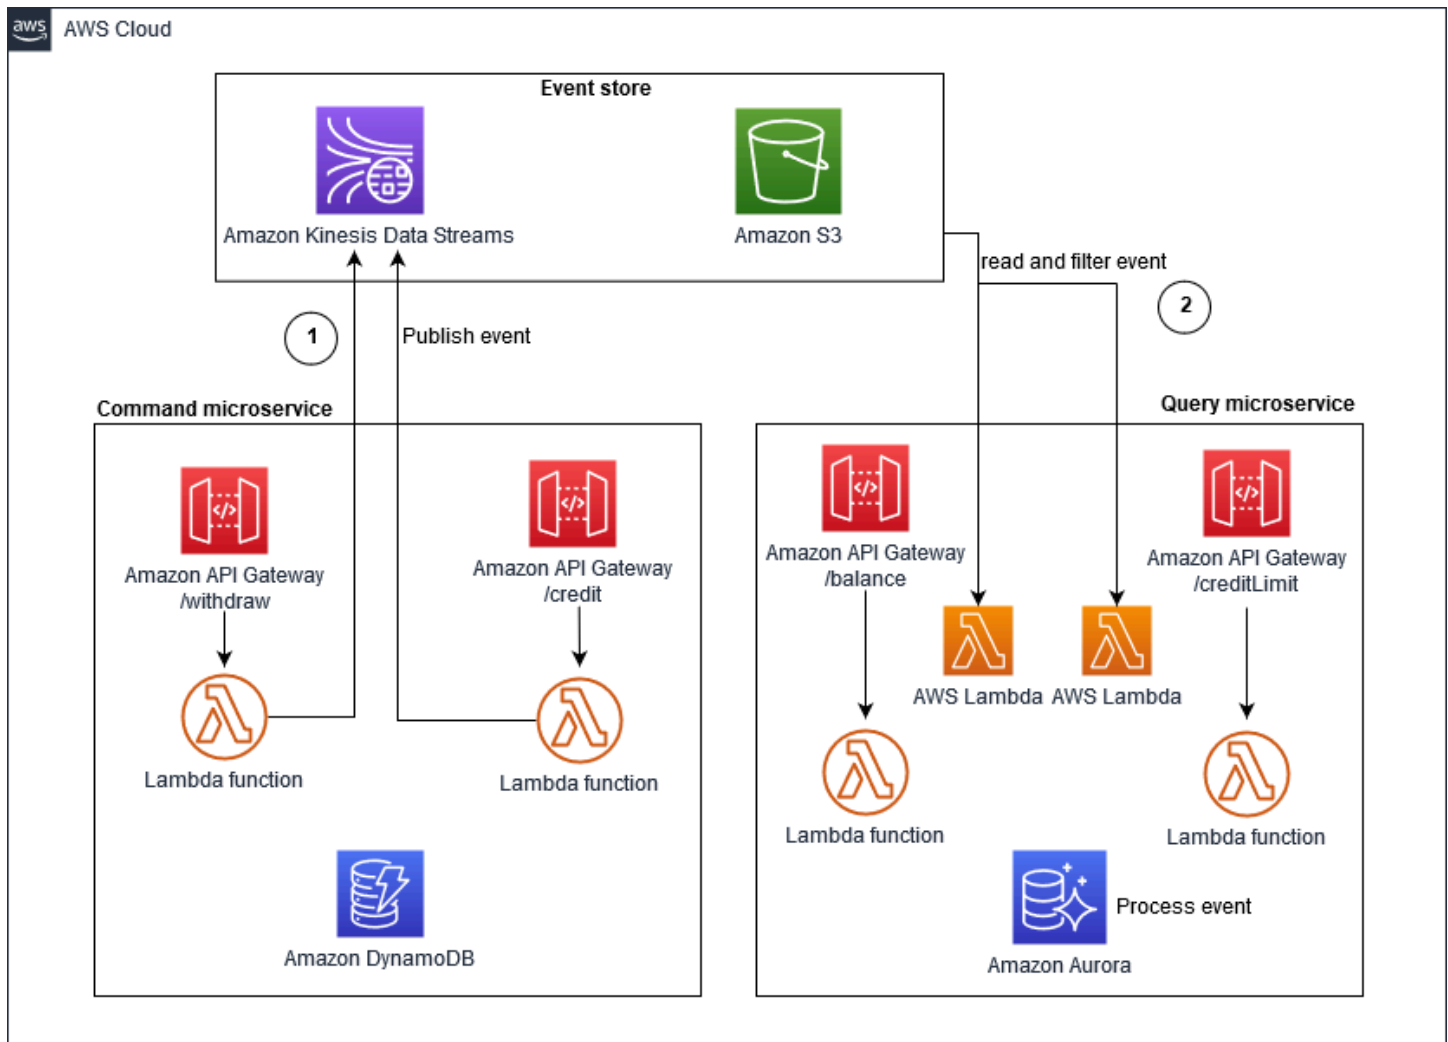 aws
AWS Cloud
Event store
Amazon Kinesis Data Streams
Amazon S3
read and filter event
1
Publish event
2
Command microservice
Query microservice
Amazon API Gateway
/withdraw
Amazon API Gateway
/credit
Amazon API Gateway
/balance
Amazon API Gateway
/creditLimit
AWS Lambda
AWS Lambda
Lambda function
Lambda function
Lambda function
Lambda function
Amazon DynamoDB
Process event
Amazon Aurora